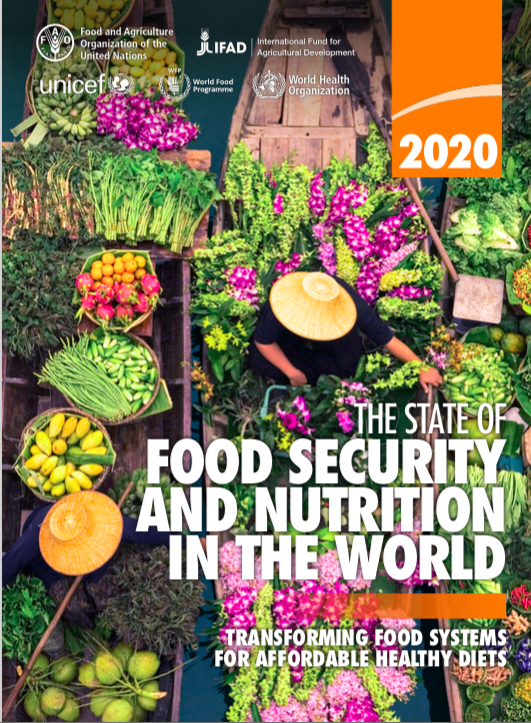 Food and Agriculture
Organization of the
United Nations
FAO
JLIFAD
International Fund for
Agricultural Development
unicef
WFP
World Food
Programme
World Health
Organization
2020
THE STATE OF
FOOD SECURITY
AND NUTRITION
IN THE WORLD
TRANSFORMING FOOD SYSTEMS
FOR AFFORDABLE HEALTHY DIETS